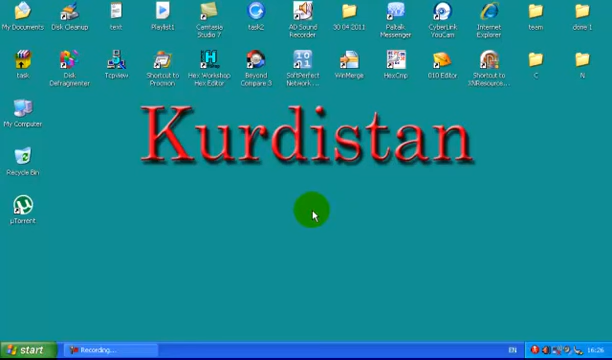 My Documents
Disk Cleanup
text
Playlist1
Camtasia Studio 7
task2
AD Sound Recorder
30 04 2011
Paltalk Messenger
CyberLink YouCam
Internet Explorer
team
done 1
task
Disk Defragmenter
Tcpview
Shortcut to Procmon
Hex Workshop Hex Editor
Beyond Compare 3
SoftPerfect Network...
WinMerge
HexCmp
010 Editor
Shortcut to XNResource...
C
N
Kurdistan
My Computer
Recycle Bin
µTorrent
start
Recording...
EN
16:26